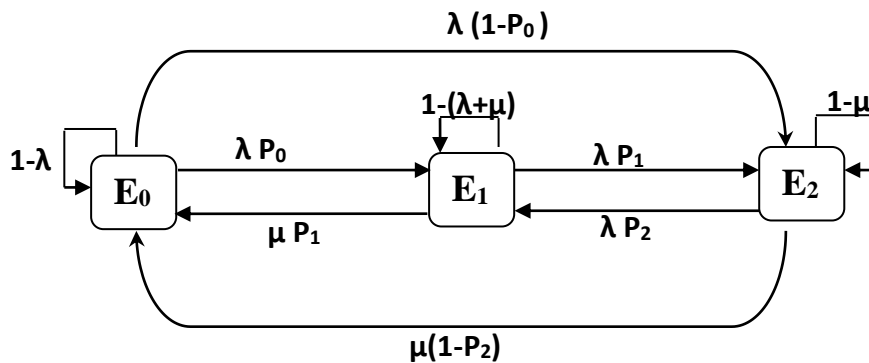 λ (1-P₀ )
1-(λ+μ)
1-μ
1-λ
λ P₀
λ P₁
E₀
E₁
E₂
μ P₁
λ P₂
μ(1-P₂)